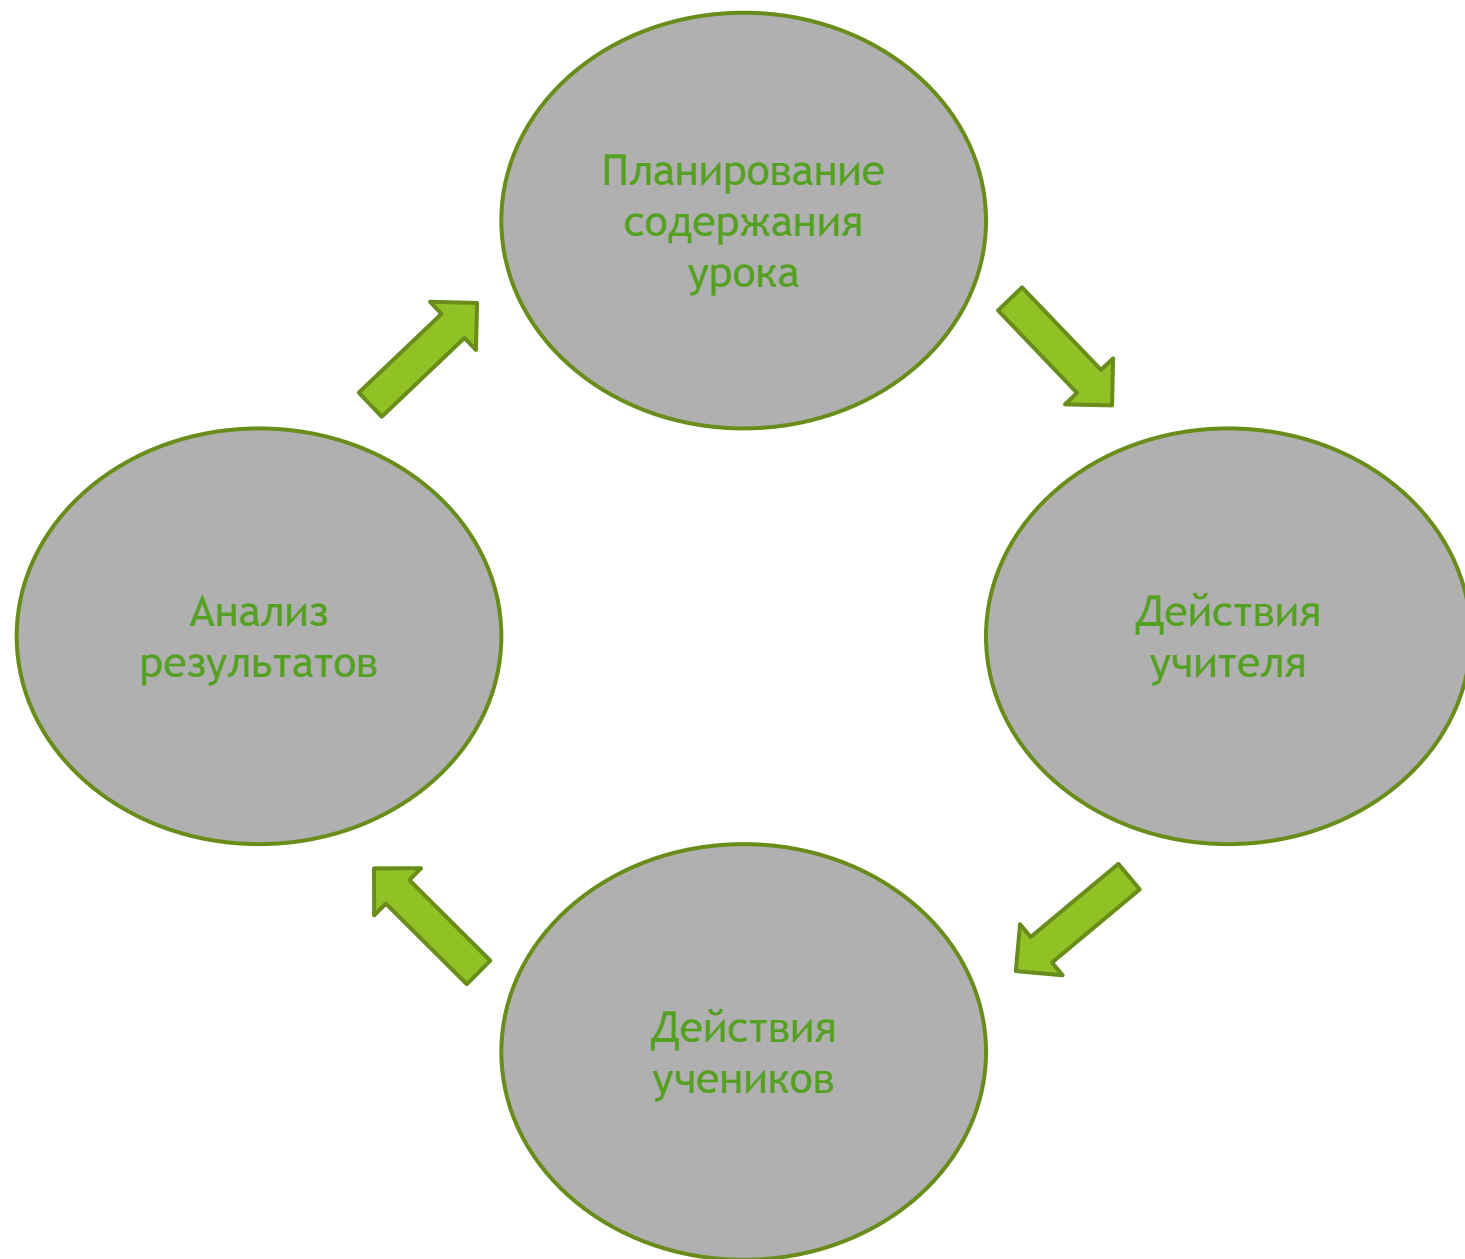 Планирование
содержания
урока
Действия
учителя
Действия
учеников
Анализ
результатов